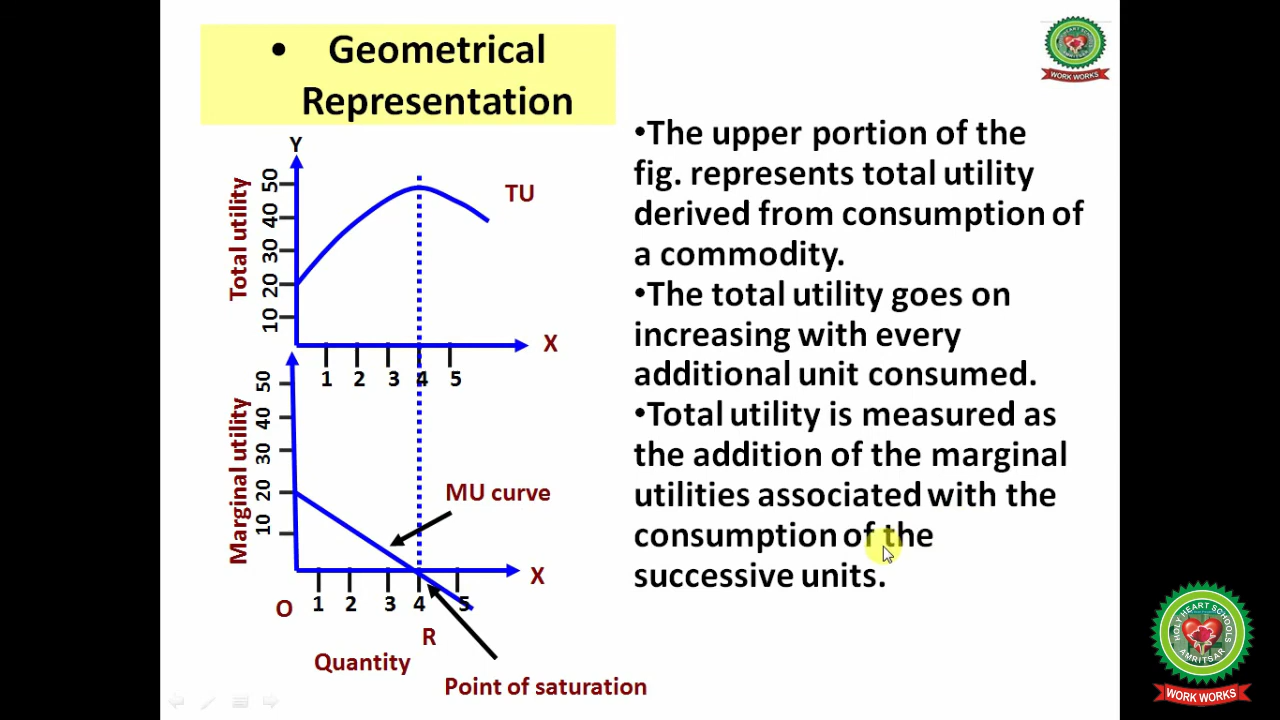 • Geometrical
Representation
WORK WORKS
•The upper portion of the
fig. represents total utility
derived from consumption of
a commodity.
•The total utility goes on
increasing with every
additional unit consumed.
•Total utility is measured as
the addition of the marginal
utilities associated with the
consumption of the
successive units.
Y
Total utility
50
40
30
20
10
TU
X
1 2 3 4 5
Marginal utility
50
40
30
20
10
MU curve
X
O 1 2 3 4 5
R
Quantity
Point of saturation
HOLY HEART SCHOOLS
AMRITSAR
WORK WORKS